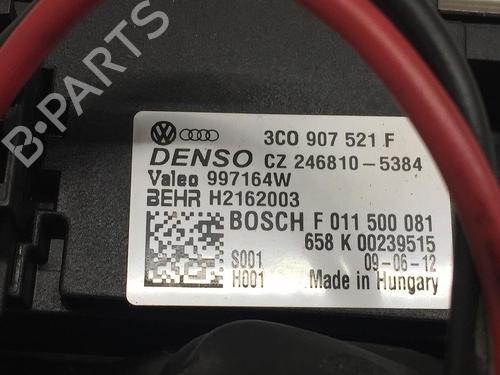 3C0 907 521 F
DENSO CZ 246810-5384
Valeo 997164W
BEHR H2162003
BOSCH F 011 500 081
658 K 00239515
S001 09-06-12
H001 Made in Hungary
B-PARTS